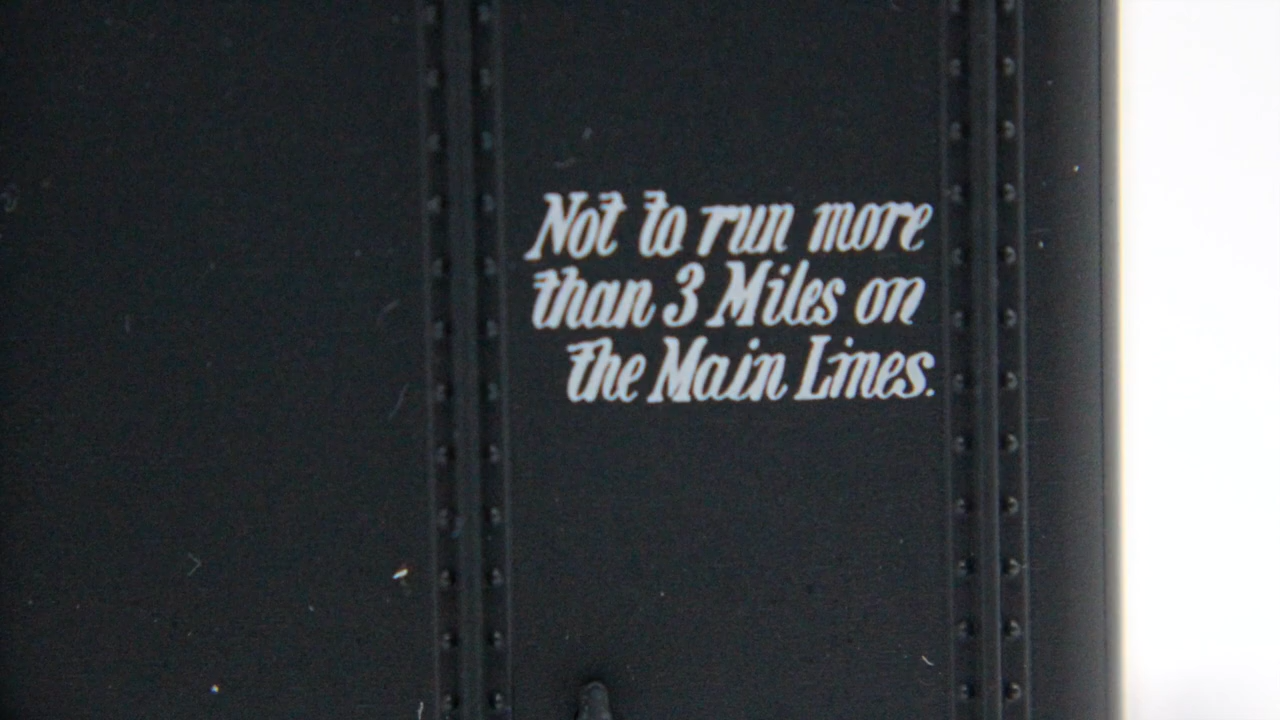 Not to run more
than 3 Miles on
the Main Lines.